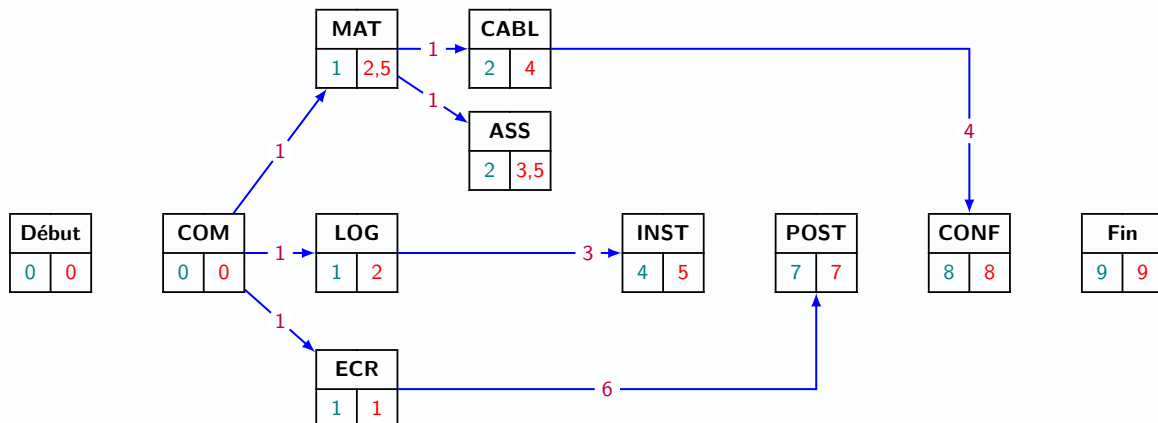 MAT CABL
1 2,5 1 2 4
1
ASS
1 4
2 3,5
Début COM LOG INST POST CONF Fin
0 0 0 0 1 1 2 3 4 5 7 7 8 8 9 9
1
ECR
1 1 6